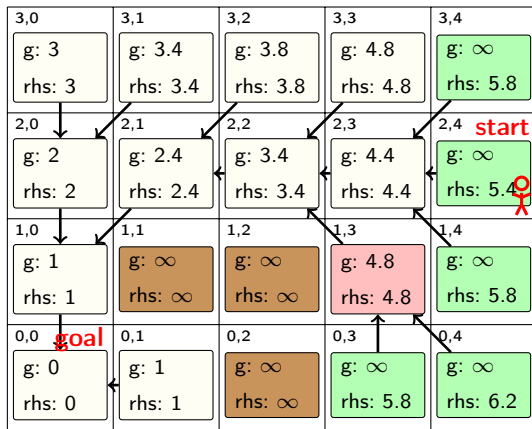 3,0 3,1 3,2 3,3 3,4
g: 3 g: 3.4 g: 3.8 g: 4.8 g: ∞
rhs: 3 rhs: 3.4 rhs: 3.8 rhs: 4.8 rhs: 5.8
2,0 2,1 2,2 2,3 2,4 start
g: 2 g: 2.4 g: 3.4 g: 4.4 g: ∞
rhs: 2 rhs: 2.4 rhs: 3.4 rhs: 4.4 rhs: 5.4
1,0 1,1 1,2 1,3 1,4
g: 1 g: ∞ g: ∞ g: 4.8 g: ∞
rhs: 1 rhs: ∞ rhs: ∞ rhs: 4.8 rhs: 5.8
0,0 goal 0,1 0,2 0,3 0,4
g: 0 g: 1 g: ∞ g: ∞ g: ∞
rhs: 0 rhs: 1 rhs: ∞ rhs: 5.8 rhs: 6.2